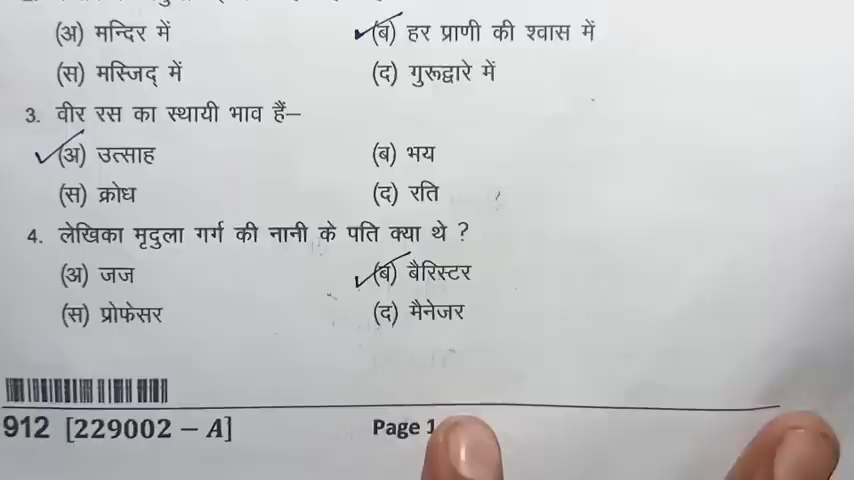 (अ) मन्दिर में (ब) हर प्राणी की श्वास में
(स) मस्जिद् में (द) गुरूद्वारे में
3. वीर रस का स्थायी भाव हैं–
(अ) उत्साह (ब) भय
(स) क्रोध (द) रति
4. लेखिका मृदुला गर्ग की नानी के पति क्या थे ?
(अ) जज (ब) बैरिस्टर
(स) प्रोफेसर (द) मैनेजर
912 [229002 – A] Page 1